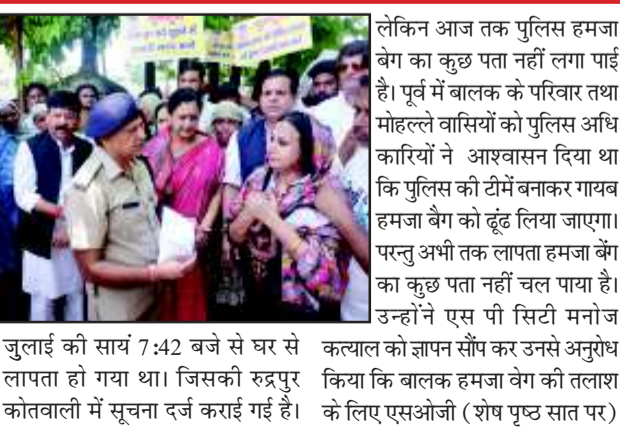 जुलाई की सायं 7:42 बजे से घर से
लापता हो गया था। जिसकी रुद्रपुर
कोतवाली में सूचना दर्ज कराई गई है।
लेकिन आज तक पुलिस हमजा
बेग का कुछ पता नहीं लगा पाई
है। पूर्व में बालक के परिवार तथा
मोहल्ले वासियों को पुलिस अधि
कारियों ने आश्वासन दिया था
कि पुलिस की टीमें बनाकर गायब
हमजा बैग को ढूंढ लिया जाएगा।
परन्तु अभी तक लापता हमजा बेंग
का कुछ पता नहीं चल पाया है।
उन्होंने एस पी सिटी मनोज
कत्याल को ज्ञापन सौंप कर उनसे अनुरोध
किया कि बालक हमजा वेग की तलाश
के लिए एसओजी (शेष पृष्ठ सात पर)